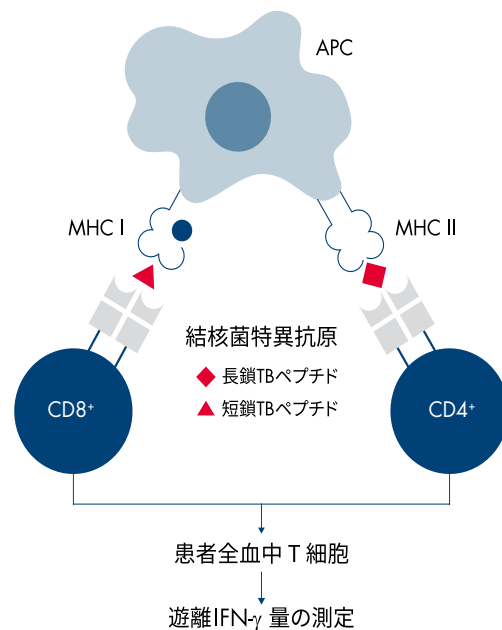 APC
MHC I
MHC II
結核菌特異抗原
長鎖TBペプチド
短鎖TBペプチド
CD8⁺
CD4⁺
患者全血中 T 細胞
遊離IFN-γ 量の測定